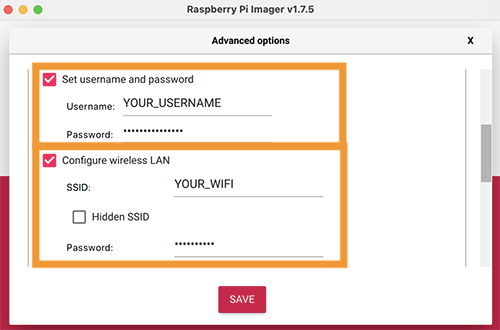 Raspberry Pi Imager v1.7.5
Advanced options X
Set username and password
Username: YOUR_USERNAME
Password: •••••••••••••••
Configure wireless LAN
SSID: YOUR_WIFI
Hidden SSID
Password: ••••••••••
SAVE